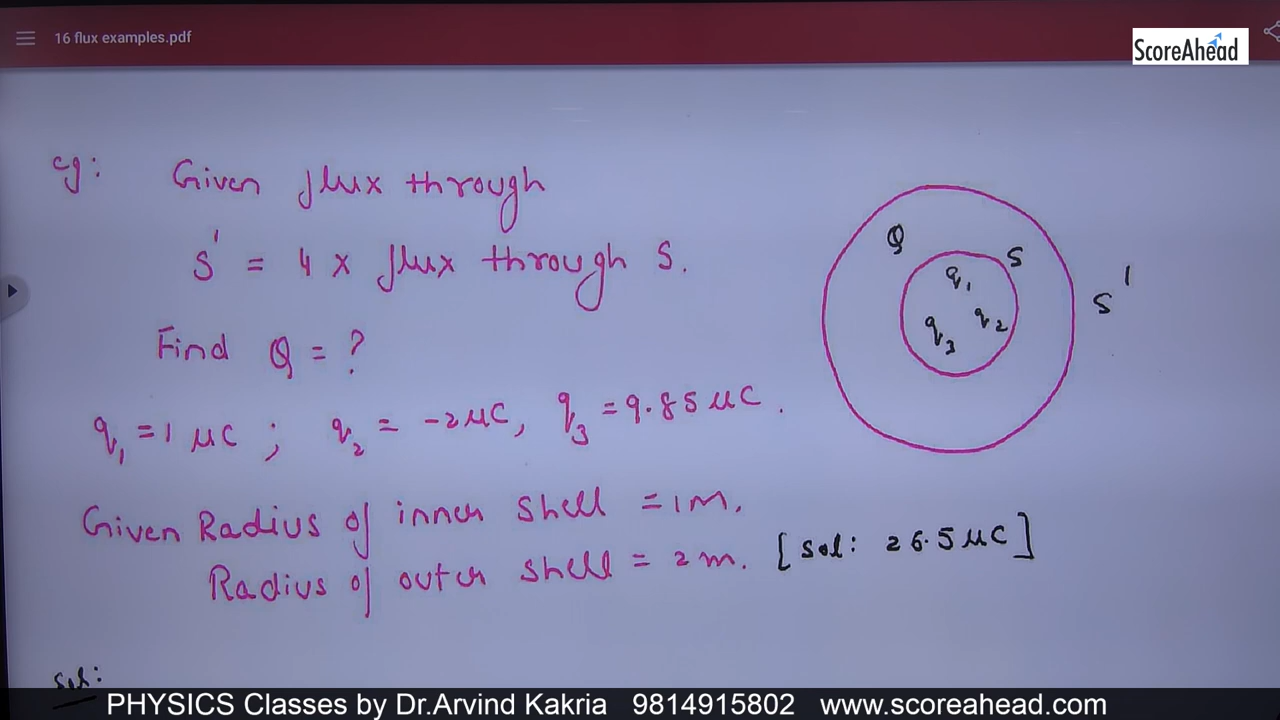 16 flux examples.pdf
ScoreAhead
eg: Given flux through
S' = 4 x flux through S.
Find Q = ?
q₁ = 1 μC ; q₂ = -2 μC, q₃ = 9.85 μC .
Given Radius of inner shell = 1m.
Radius of outer shell = 2m. [Sol: 26.5 μC]
Q
S
q₁
q₂
q₃
S'
Sol:
PHYSICS Classes by Dr.Arvind Kakria 9814915802 www.scoreahead.com